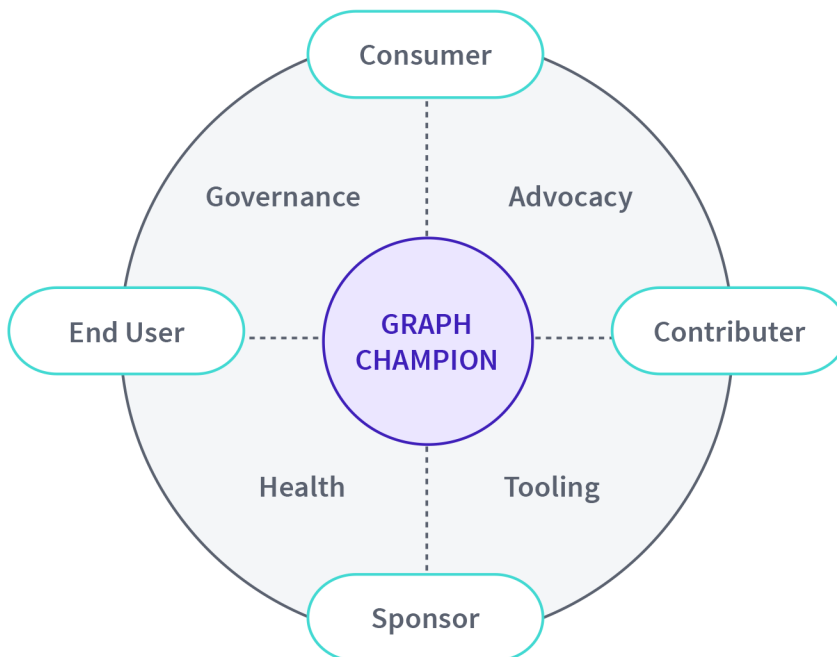 Consumer
Governance
Advocacy
End User
GRAPH
CHAMPION
Contributer
Health
Tooling
Sponsor